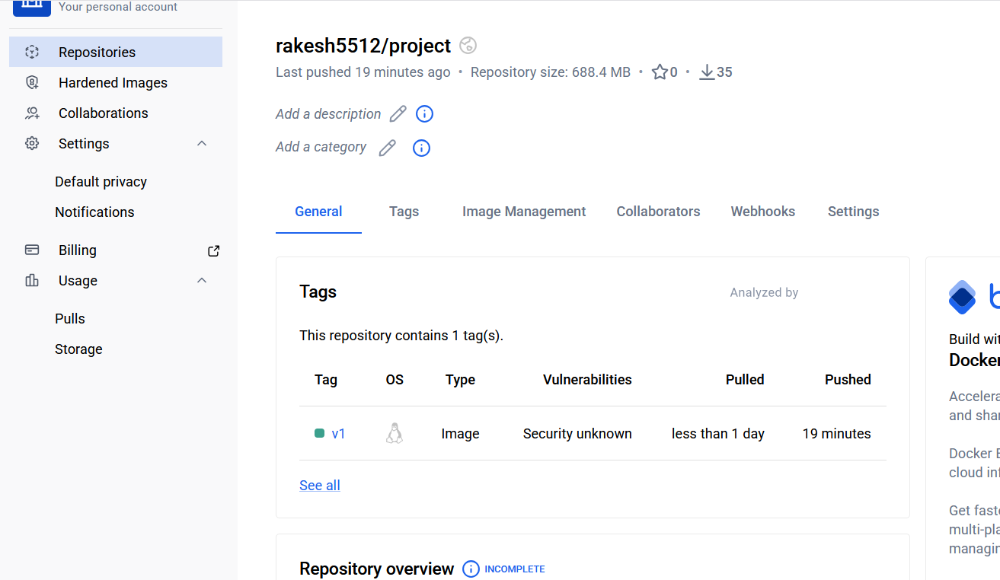 Your personal account
Repositories
Hardened Images
Collaborations
Settings
Default privacy
Notifications
Billing
Usage
Pulls
Storage
rakesh5512/project
Last pushed 19 minutes ago • Repository size: 688.4 MB • 0 • 35
Add a description
Add a category
General Tags Image Management Collaborators Webhooks Settings
Tags
Analyzed by
This repository contains 1 tag(s).
Tag OS Type Vulnerabilities Pulled Pushed
v1 Image Security unknown less than 1 day 19 minutes
See all
Repository overview INCOMPLETE
b
Build wit
Docker
Accelera
and shar
Docker B
cloud inf
Get faste
multi-pla
managin